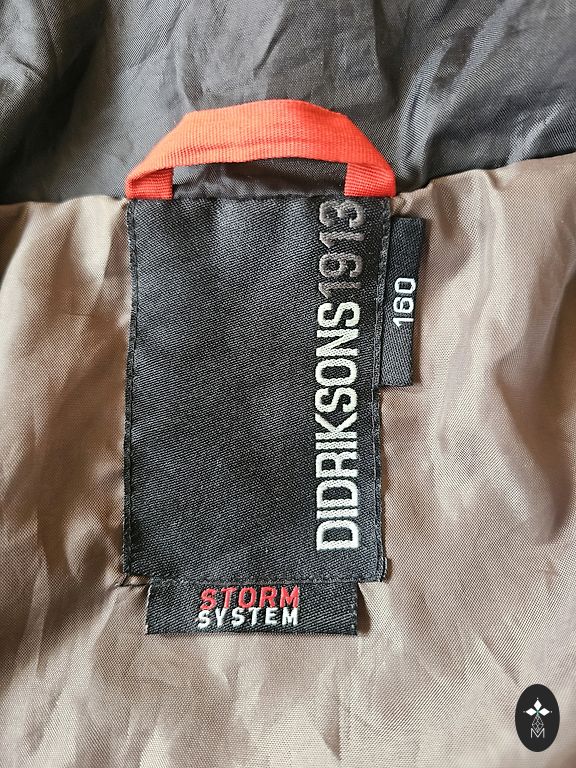 DIDRIKSONS1913
160
STORM
SYSTEM